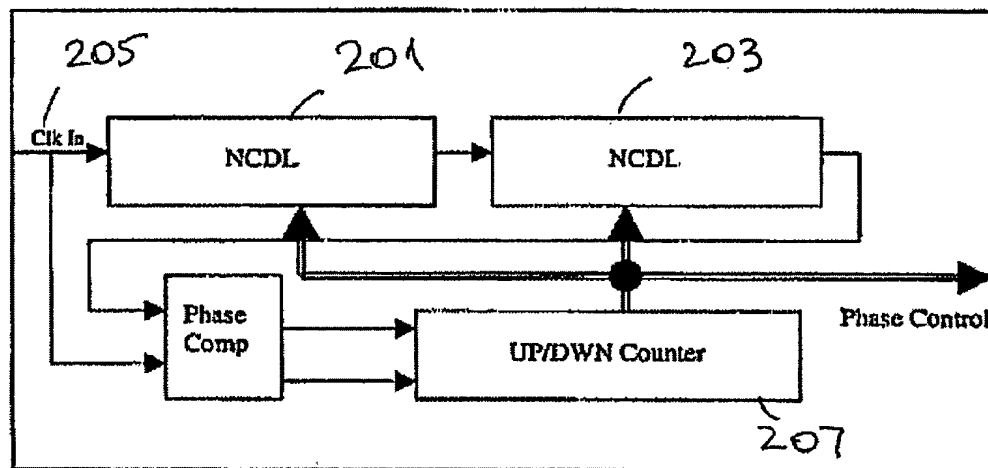 205
201
203
Clk In
NCDL
NCDL
Phase
Comp
UP/DWN Counter
Phase Control
207